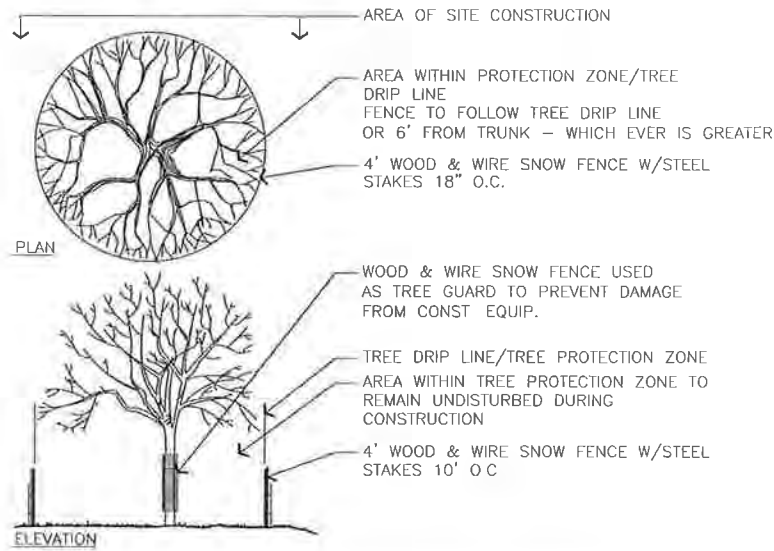 AREA OF SITE CONSTRUCTION
AREA WITHIN PROTECTION ZONE/TREE
DRIP LINE
FENCE TO FOLLOW TREE DRIP LINE
OR 6' FROM TRUNK – WHICH EVER IS GREATER
4' WOOD & WIRE SNOW FENCE W/STEEL
STAKES 18" O.C.
PLAN
WOOD & WIRE SNOW FENCE USED
AS TREE GUARD TO PREVENT DAMAGE
FROM CONST EQUIP.
TREE DRIP LINE/TREE PROTECTION ZONE
AREA WITHIN TREE PROTECTION ZONE TO
REMAIN UNDISTURBED DURING
CONSTRUCTION
4' WOOD & WIRE SNOW FENCE W/STEEL
STAKES 10' O C
ELEVATION